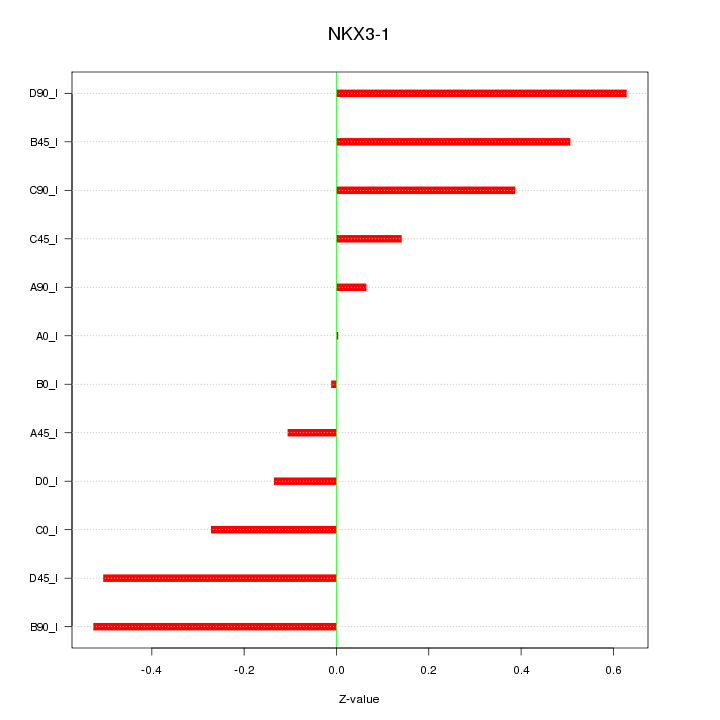 NKX3-1
D90_I
B45_I
C90_I
C45_I
A90_I
A0_I
B0_I
A45_I
D0_I
C0_I
D45_I
B90_I
-0.4 -0.2 0.0 0.2 0.4 0.6
Z-value